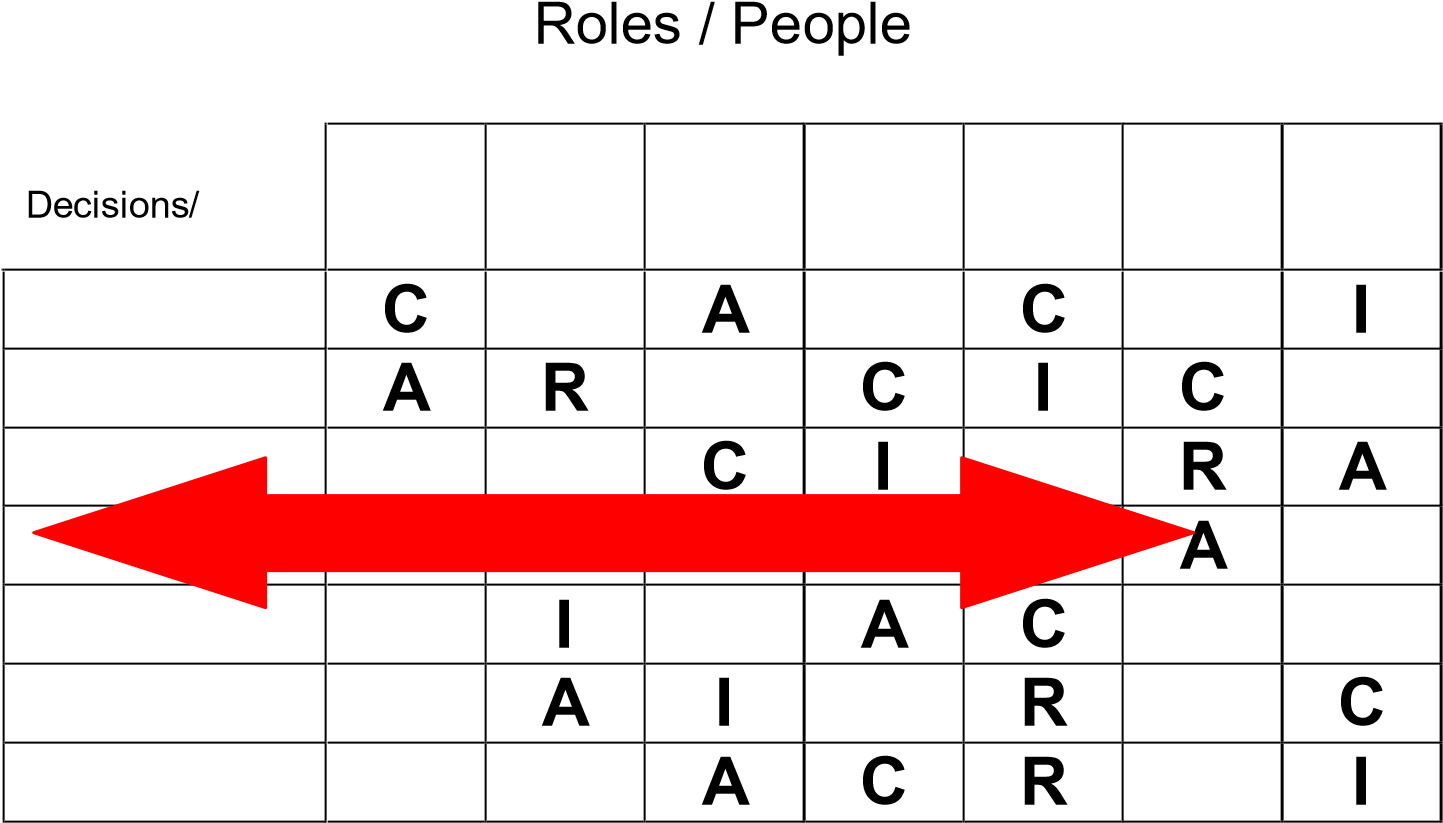 Roles / People
Decisions/
C A C I
A R C I C
C I R A
A
I A C
A I R C
A C R I